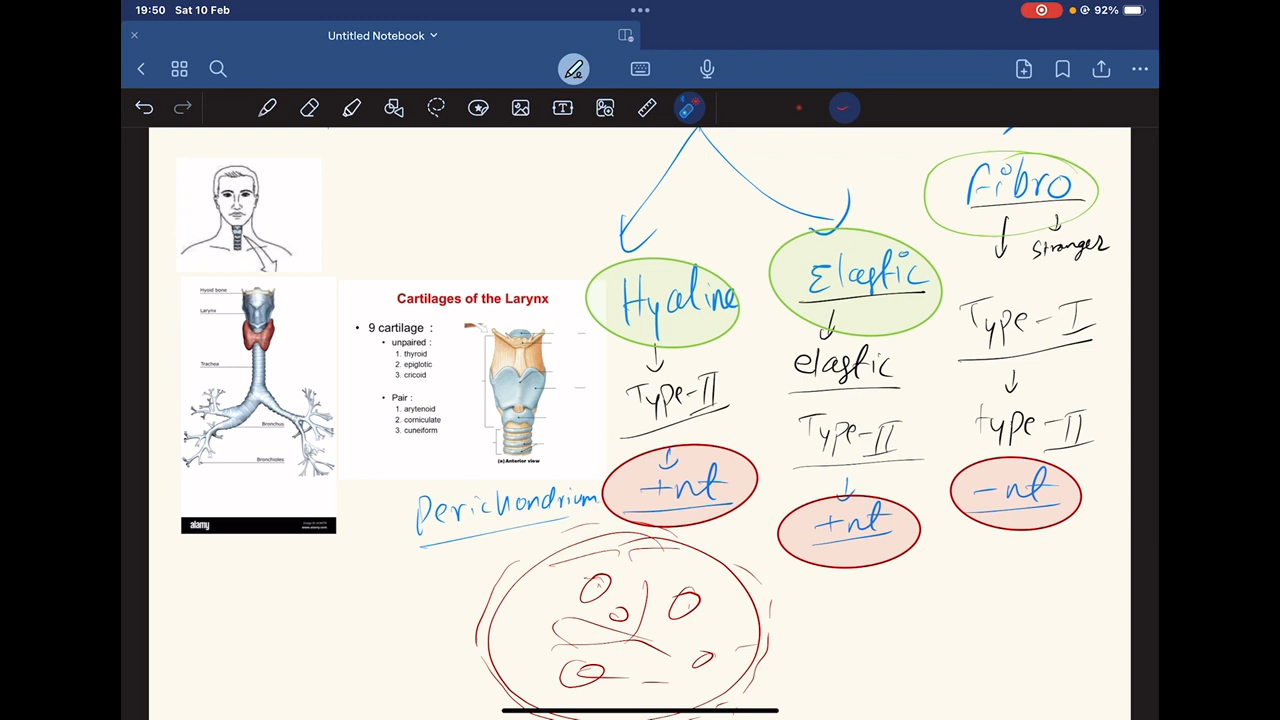 19:50 Sat 10 Feb
92%
Untitled Notebook
Fibro
Stronger
Hyaline
Elastic
Type-I
elastic
Type-II
Type-II
type-II
+nt
-nt
+nt
Perichondrium
Hyoid bone
Larynx
Trachea
Bronchus
Bronchioles
alamy
Cartilages of the Larynx
• 9 cartilage :
• unpaired :
1. thyroid
2. epiglotic
3. cricoid
• Pair :
1. arytenoid
2. corniculate
3. cuneiform
(a) Anterior view